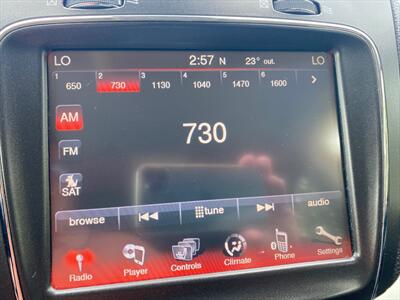 LO 2:57 N 23° out. LO
1 2 3 4 5 6
650 730 1130 1040 1470 1600
AM
730
FM
SAT
browse tune audio
Radio Player Controls Climate Phone Settings